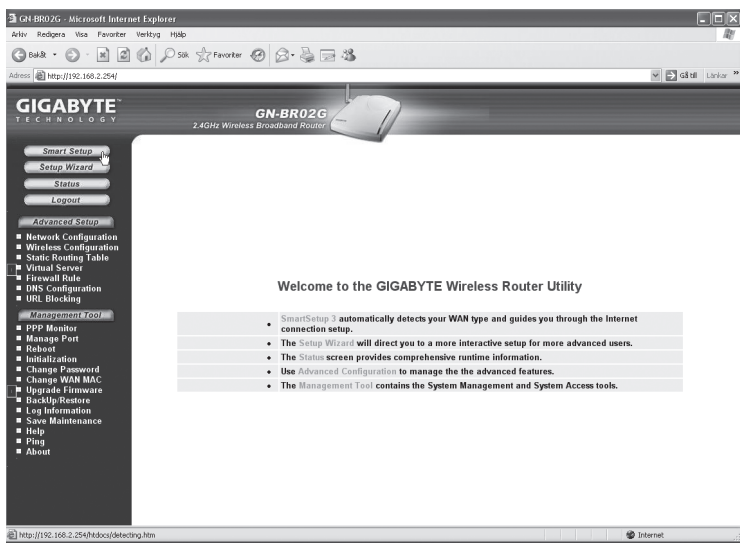 GN-BR02G - Microsoft Internet Explorer
Arkiv Redigera Visa Favoriter Verktyg Hjälp
Bakåt Sök Favoriter
Adress http://192.168.2.254/ Gå till Länkar »
GIGABYTE™
TECHNOLOGY
GN-BR02G
2.4GHz Wireless Broadband Router
Smart Setup
Setup Wizard
Status
Logout
Advanced Setup
Network Configuration
Wireless Configuration
Static Routing Table
Virtual Server
Firewall Rule
DNS Configuration
URL Blocking
Management Tool
PPP Monitor
Manage Port
Reboot
Initialization
Change Password
Change WAN MAC
Upgrade Firmware
BackUp/Restore
Log Information
Save Maintenance
Help
Ping
About
Welcome to the GIGABYTE Wireless Router Utility
SmartSetup 3 automatically detects your WAN type and guides you through the Internet
connection setup.
The Setup Wizard will direct you to a more interactive setup for more advanced users.
The Status screen provides comprehensive runtime information.
Use Advanced Configuration to manage the the advanced features.
The Management Tool contains the System Management and System Access tools.
http://192.168.2.254/htdocs/detecting.htm Internet